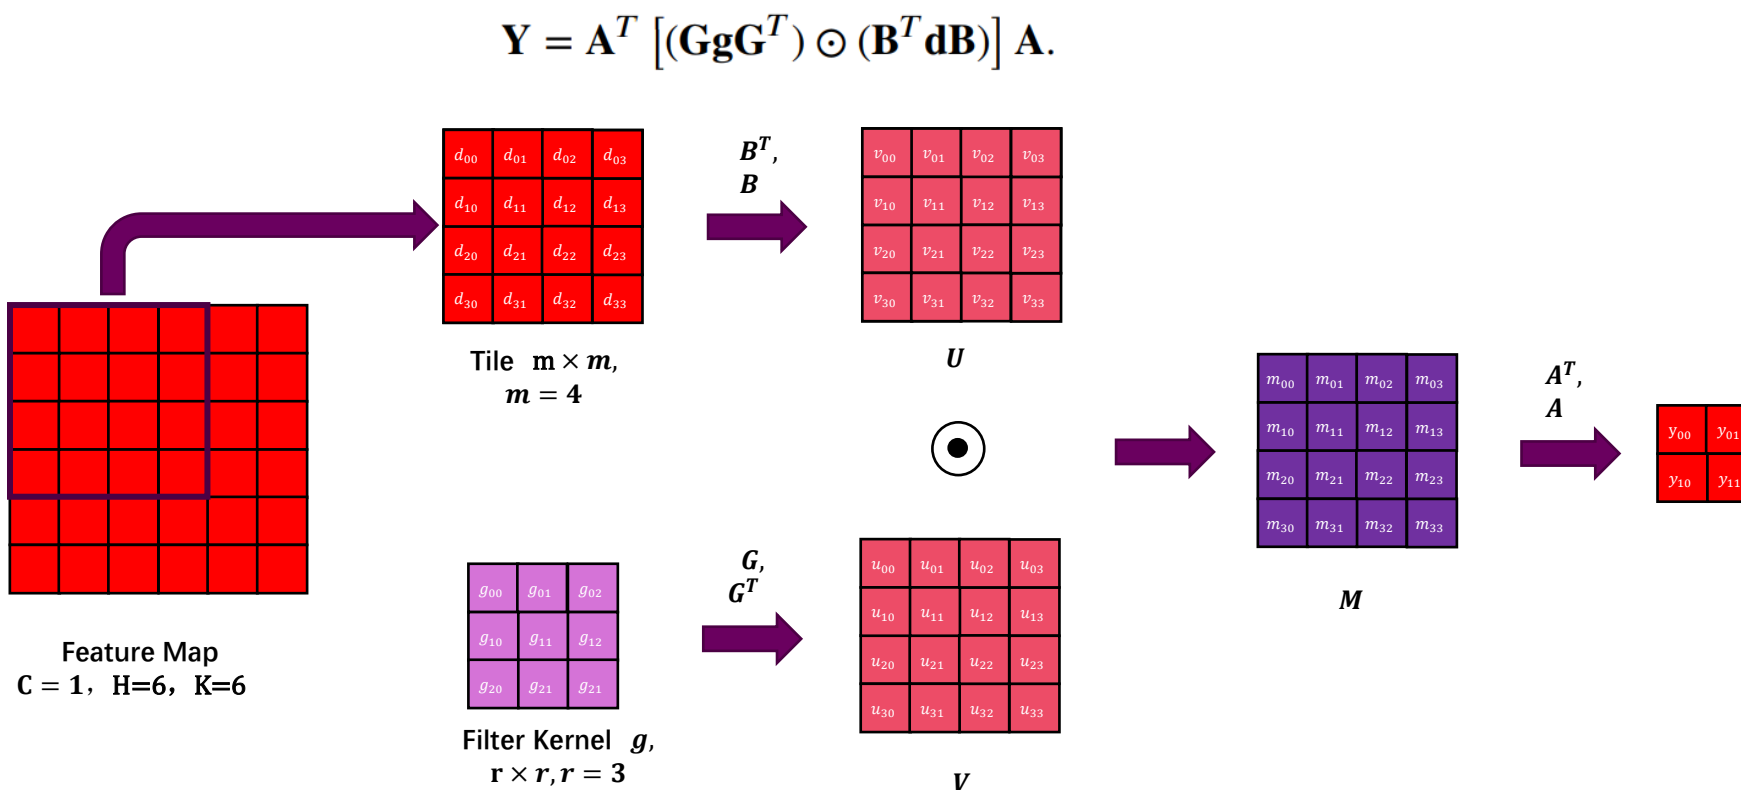 Y = A^T [(GgG^T) ⊙ (B^T dB)] A.
d₀₀ d₀₁ d₀₂ d₀₃
d₁₀ d₁₁ d₁₂ d₁₃
d₂₀ d₂₁ d₂₂ d₂₃
d₃₀ d₃₁ d₃₂ d₃₃
Tile m × m,
m = 4
B^T,
B
v₀₀ v₀₁ v₀₂ v₀₃
v₁₀ v₁₁ v₁₂ v₁₃
v₂₀ v₂₁ v₂₂ v₂₃
v₃₀ v₃₁ v₃₂ v₃₃
U
Feature Map
C = 1, H=6, K=6
g₀₀ g₀₁ g₀₂
g₁₀ g₁₁ g₁₂
g₂₀ g₂₁ g₂₁
Filter Kernel g,
r × r, r = 3
G,
G^T
u₀₀ u₀₁ u₀₂ u₀₃
u₁₀ u₁₁ u₁₂ u₁₃
u₂₀ u₂₁ u₂₂ u₂₃
u₃₀ u₃₁ u₃₂ u₃₃
V
m₀₀ m₀₁ m₀₂ m₀₃
m₁₀ m₁₁ m₁₂ m₁₃
m₂₀ m₂₁ m₂₂ m₂₃
m₃₀ m₃₁ m₃₂ m₃₃
M
A^T,
A
y₀₀ y₀₁
y₁₀ y₁₁